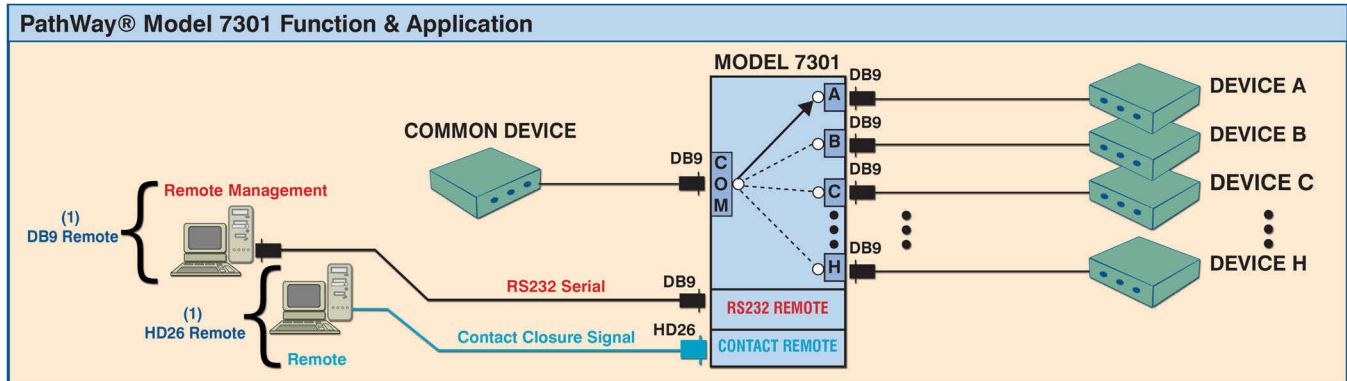 PathWay® Model 7301 Function & Application
MODEL 7301
COMMON DEVICE
DB9
C
O
M
A
DB9
DEVICE A
B
DB9
DEVICE B
C
DB9
DEVICE C
H
DB9
DEVICE H
Remote Management
(1)
DB9 Remote
RS232 Serial
DB9
RS232 REMOTE
(1)
HD26 Remote
Remote
Contact Closure Signal
HD26
CONTACT REMOTE